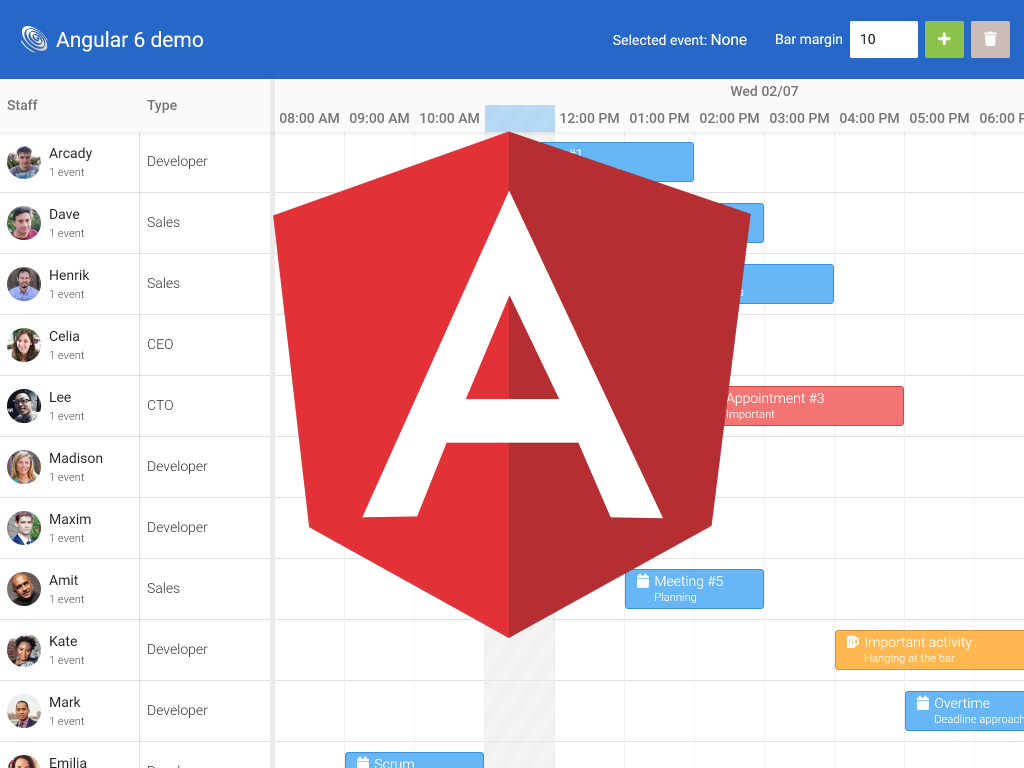 Angular 6 demo
Selected event: None
Bar margin
10
Staff
Type
Wed 02/07
08:00 AM 09:00 AM 10:00 AM 12:00 PM 01:00 PM 02:00 PM 03:00 PM 04:00 PM 05:00 PM 06:00
Arcady
1 event
Developer
#1
Dave
1 event
Sales
Henrik
1 event
Sales
Celia
1 event
CEO
Lee
1 event
CTO
Appointment #3
Important
Madison
1 event
Developer
Maxim
1 event
Developer
Amit
1 event
Sales
Meeting #5
Planning
Kate
1 event
Developer
Important activity
Hanging at the bar
Mark
1 event
Developer
Overtime
Deadline approach
Emilia
Scrum